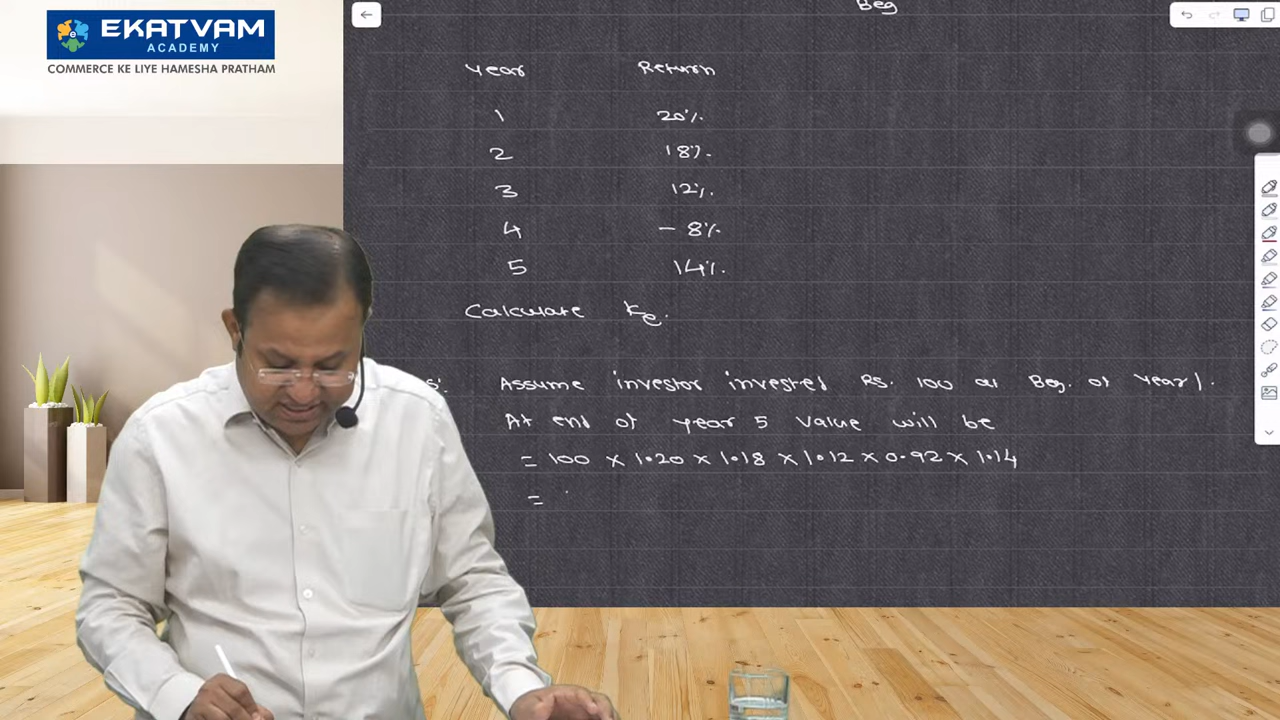 EKATVAM
ACADEMY
COMMERCE KE LIYE HAMESHA PRATHAM
Beg
Year Return
1 20%
2 18%.
3 12%.
4 - 8%.
5 14%.
Calculate Ke.
s: Assume investor invested Rs. 100 at Beg. of year 1.
At end of year 5 value will be
= 100 × 1.20 × 1.18 × 1.12 × 0.92 × 1.14
=